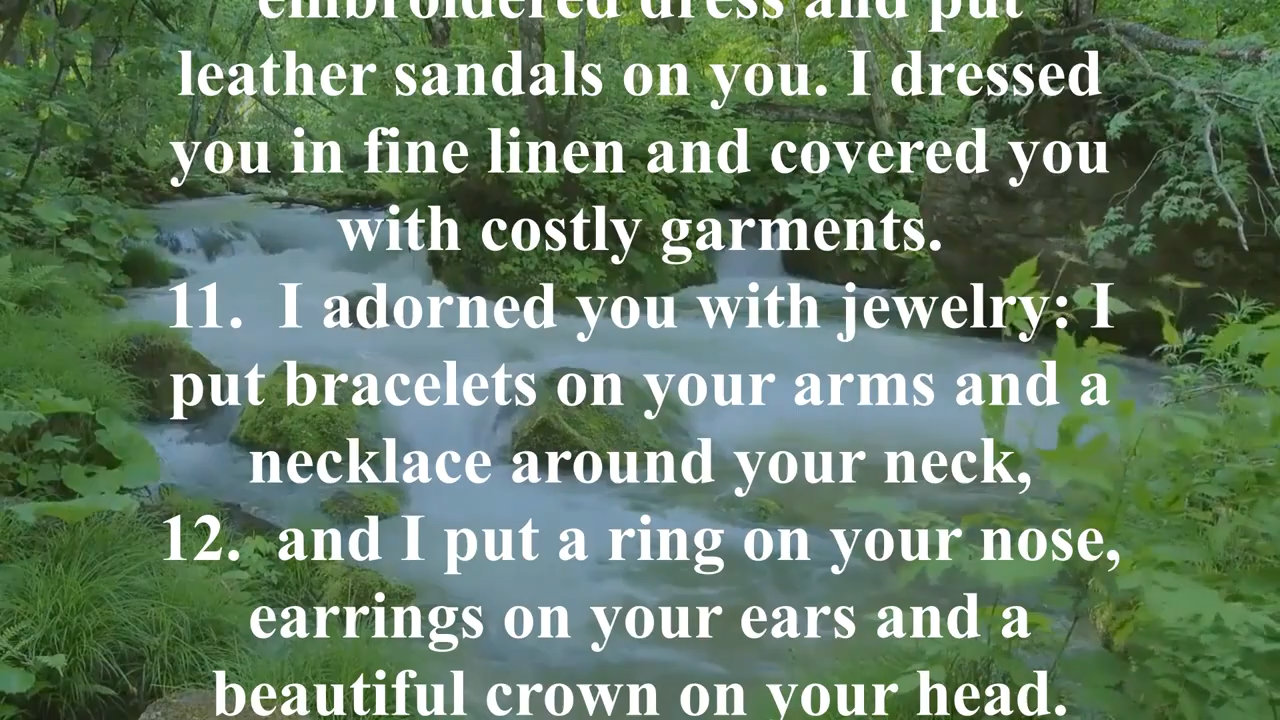 embroidered dress and put
leather sandals on you. I dressed
you in fine linen and covered you
with costly garments.
11.  I adorned you with jewelry: I
put bracelets on your arms and a
necklace around your neck,
12.  and I put a ring on your nose,
earrings on your ears and a
beautiful crown on your head.